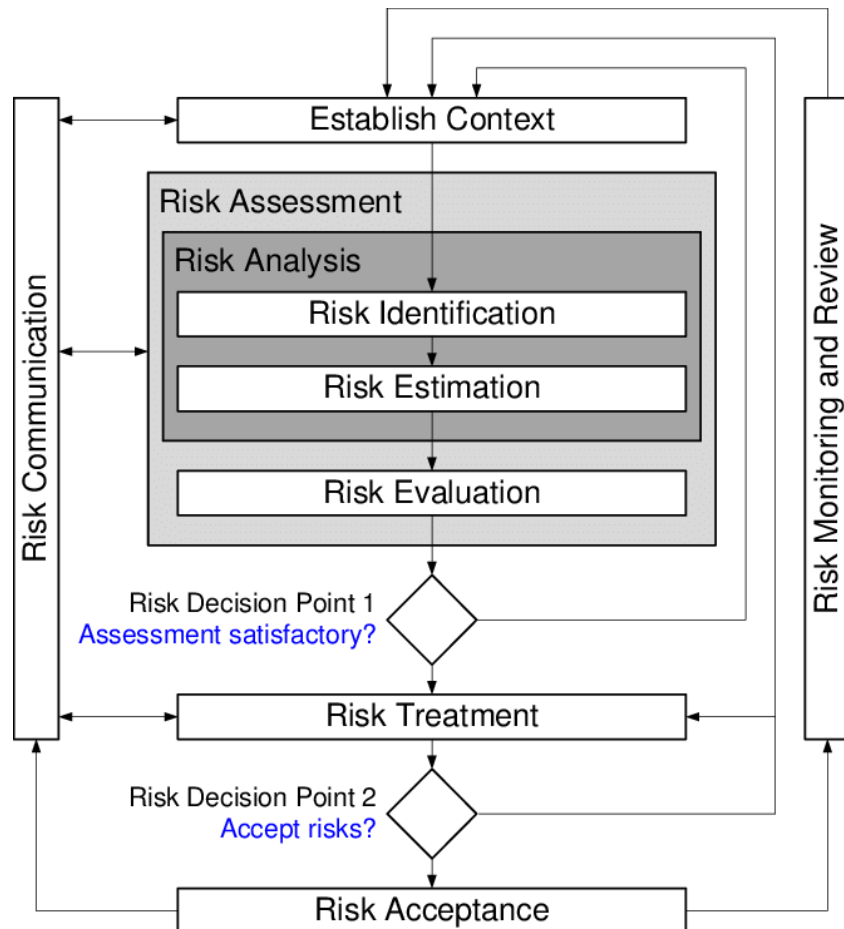 Establish Context
Risk Assessment
Risk Analysis
Risk Identification
Risk Estimation
Risk Evaluation
Risk Decision Point 1
Assessment satisfactory?
Risk Treatment
Risk Decision Point 2
Accept risks?
Risk Acceptance
Risk Communication
Risk Monitoring and Review